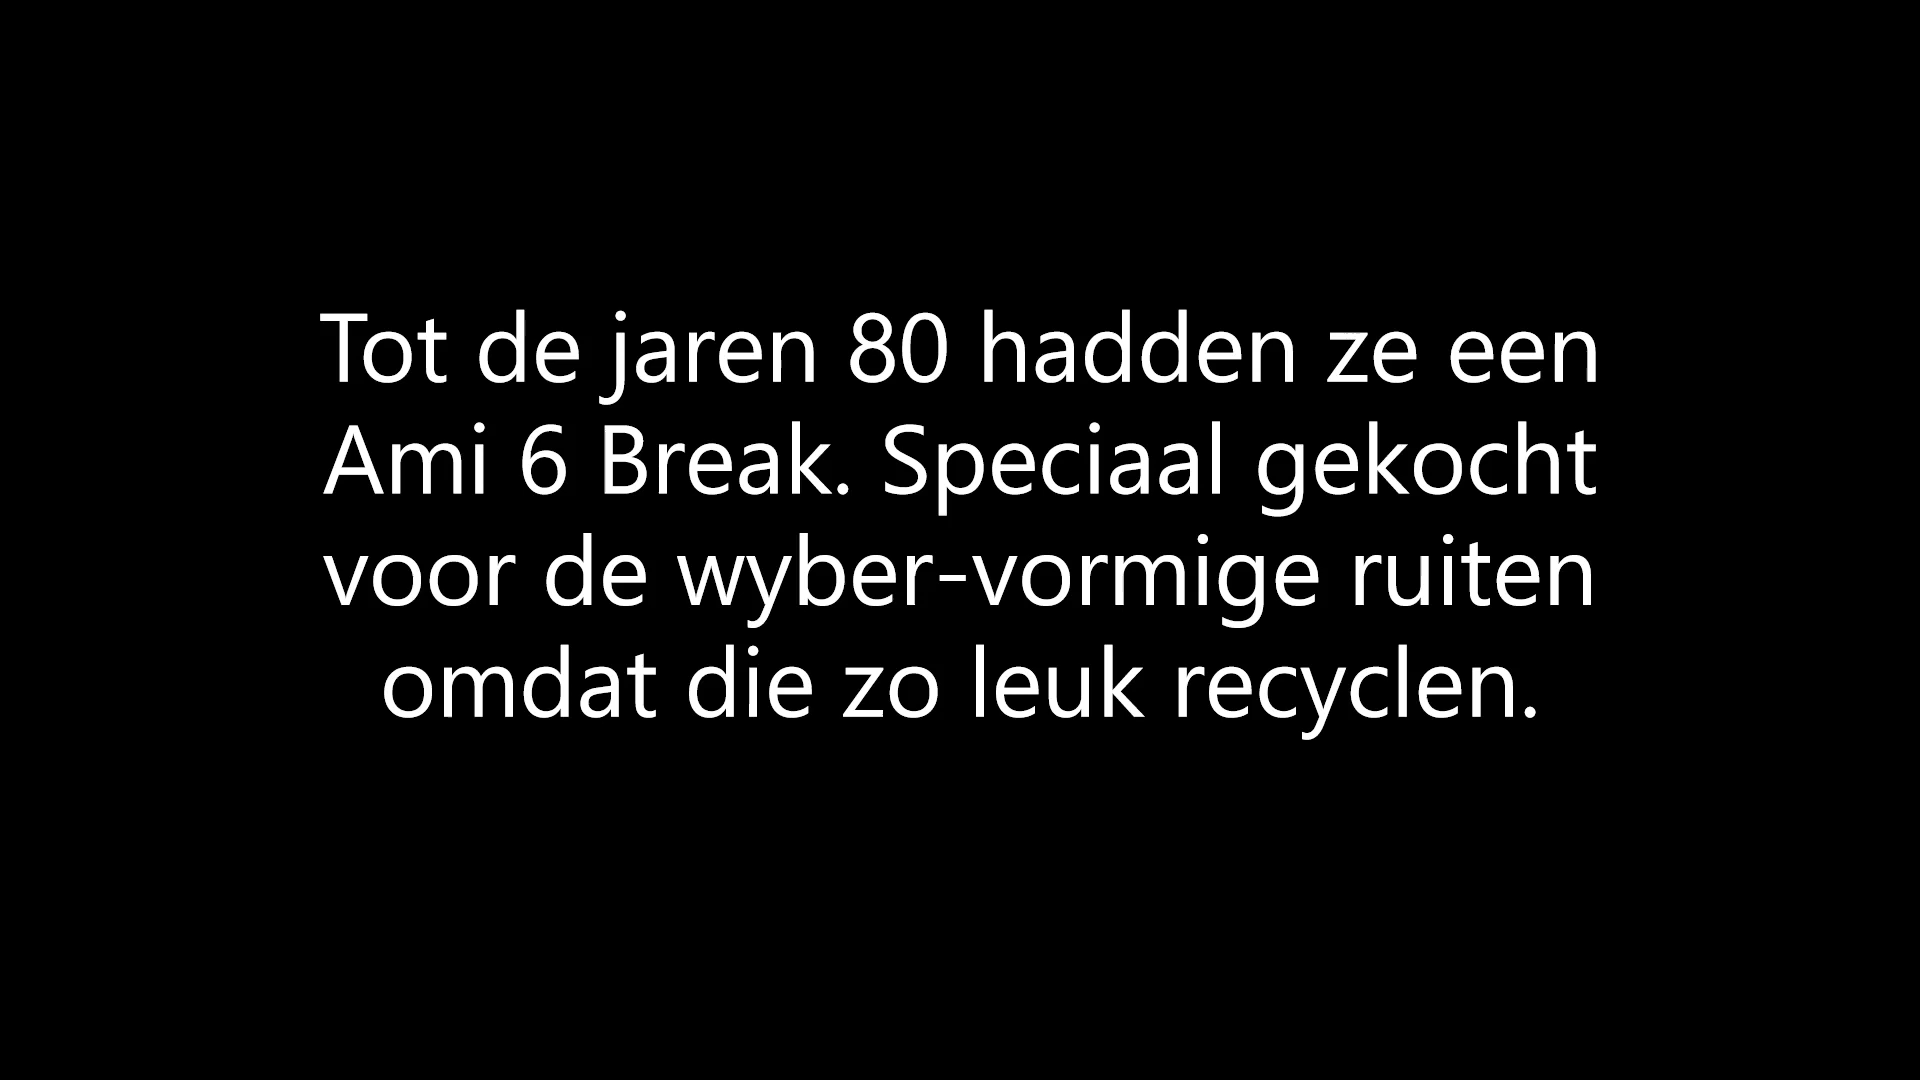 Tot de jaren 80 hadden ze een
Ami 6 Break. Speciaal gekocht
voor de wyber-vormige ruiten
omdat die zo leuk recyclen.